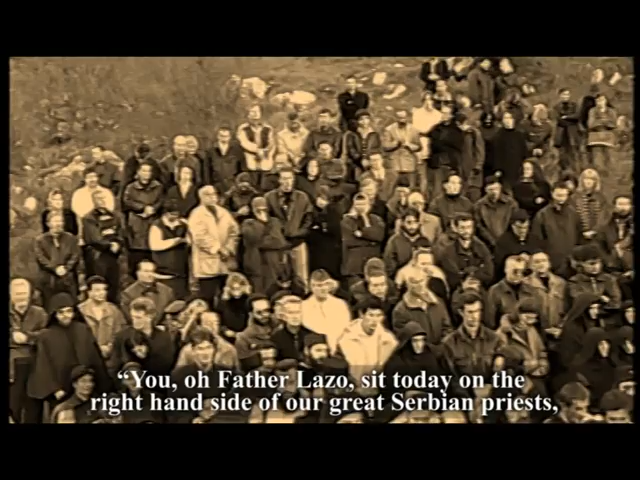 “You, oh Father Lazo, sit today on the
right hand side of our great Serbian priests,